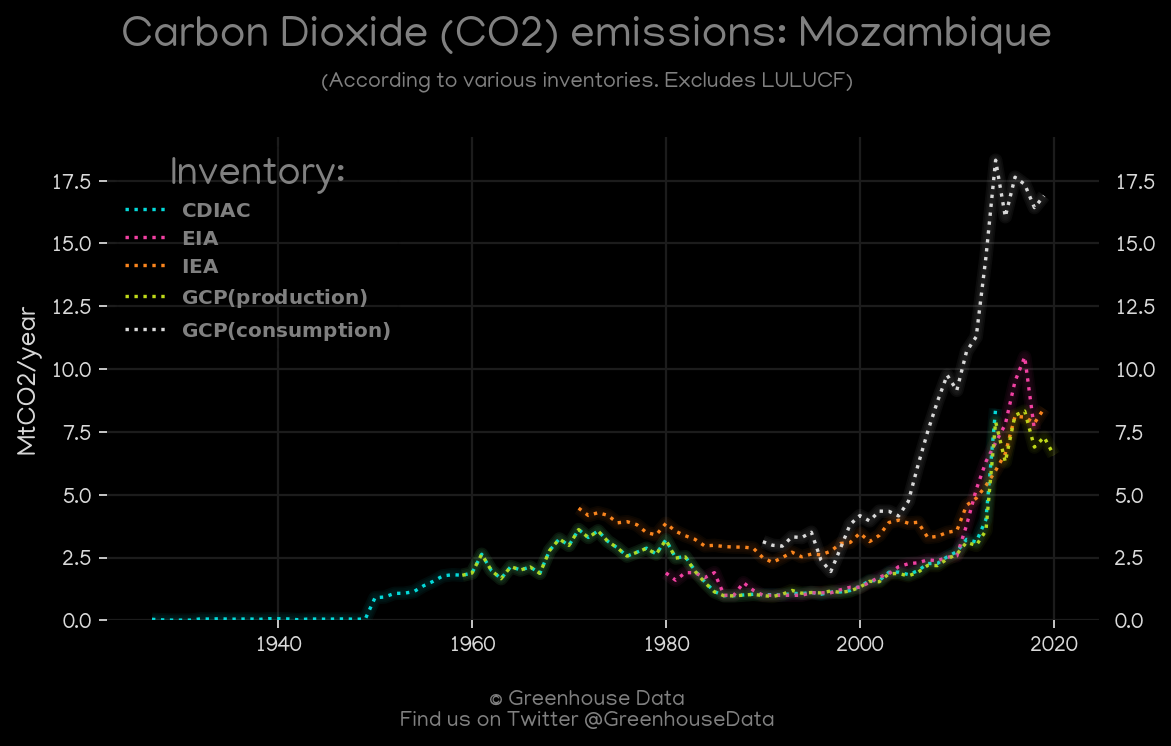 Carbon Dioxide (CO2) emissions: Mozambique
(According to various inventories. Excludes LULUCF)
Inventory:
CDIAC
EIA
IEA
GCP(production)
GCP(consumption)
MtCO2/year
17.5
15.0
12.5
10.0
7.5
5.0
2.5
0.0
17.5
15.0
12.5
10.0
7.5
5.0
2.5
0.0
1940 1960 1980 2000 2020
© Greenhouse Data
Find us on Twitter @GreenhouseData